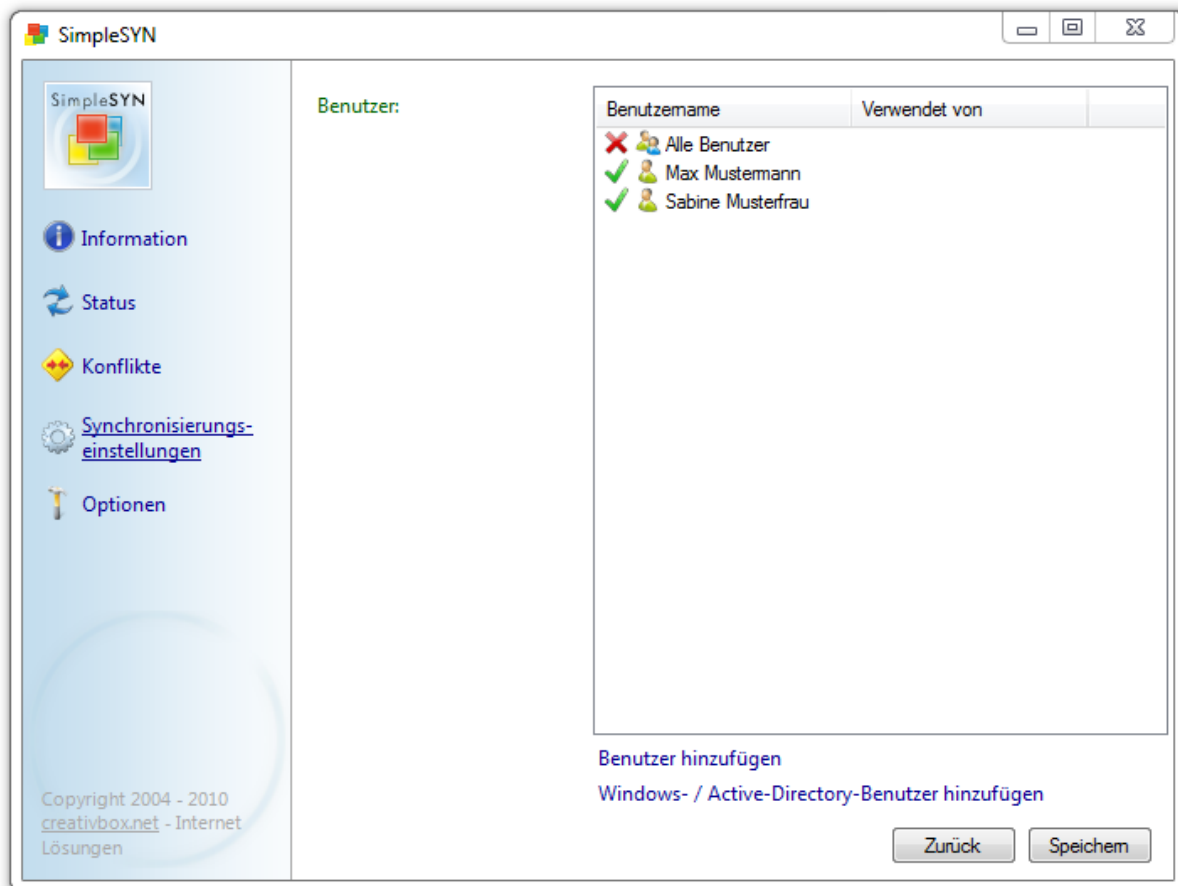 SimpleSYN
SimpleSYN
Information
Status
Konflikte
Synchronisierungs-
einstellungen
Optionen
Copyright 2004 - 2010
creativbox.net - Internet
Lösungen
Benutzer:
Benutzername Verwendet von
Alle Benutzer
Max Mustermann
Sabine Musterfrau
Benutzer hinzufügen
Windows- / Active-Directory-Benutzer hinzufügen
Zurück Speichern